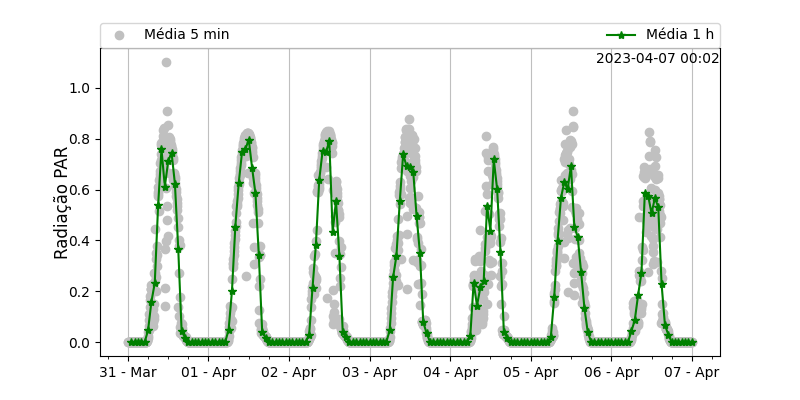 Média 5 min
Média 1 h
2023-04-07 00:02
Radiação PAR
1.0
0.8
0.6
0.4
0.2
0.0
31 - Mar 01 - Apr 02 - Apr 03 - Apr 04 - Apr 05 - Apr 06 - Apr 07 - Apr